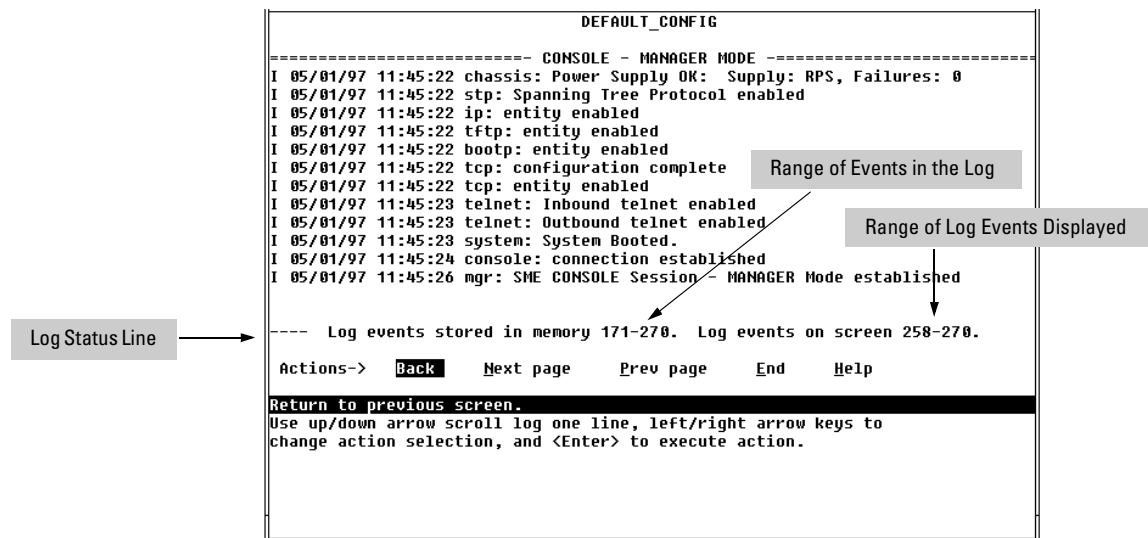 DEFAULT_CONFIG
==========================- CONSOLE - MANAGER MODE -===========================
I 05/01/97 11:45:22 chassis: Power Supply OK:  Supply: RPS, Failures: 0
I 05/01/97 11:45:22 stp: Spanning Tree Protocol enabled
I 05/01/97 11:45:22 ip: entity enabled
I 05/01/97 11:45:22 tftp: entity enabled
I 05/01/97 11:45:22 bootp: entity enabled
I 05/01/97 11:45:22 tcp: configuration complete
I 05/01/97 11:45:22 tcp: entity enabled
I 05/01/97 11:45:23 telnet: Inbound telnet enabled
I 05/01/97 11:45:23 telnet: Outbound telnet enabled
I 05/01/97 11:45:23 system: System Booted.
I 05/01/97 11:45:24 console: connection established
I 05/01/97 11:45:26 mgr: SME CONSOLE Session - MANAGER Mode established
Range of Events in the Log
Range of Log Events Displayed
Log Status Line
----  Log events stored in memory 171-270.  Log events on screen 258-270.
Actions->   Back     Next page     Prev page     End     Help
Return to previous screen.
Use up/down arrow scroll log one line, left/right arrow keys to
change action selection, and <Enter> to execute action.